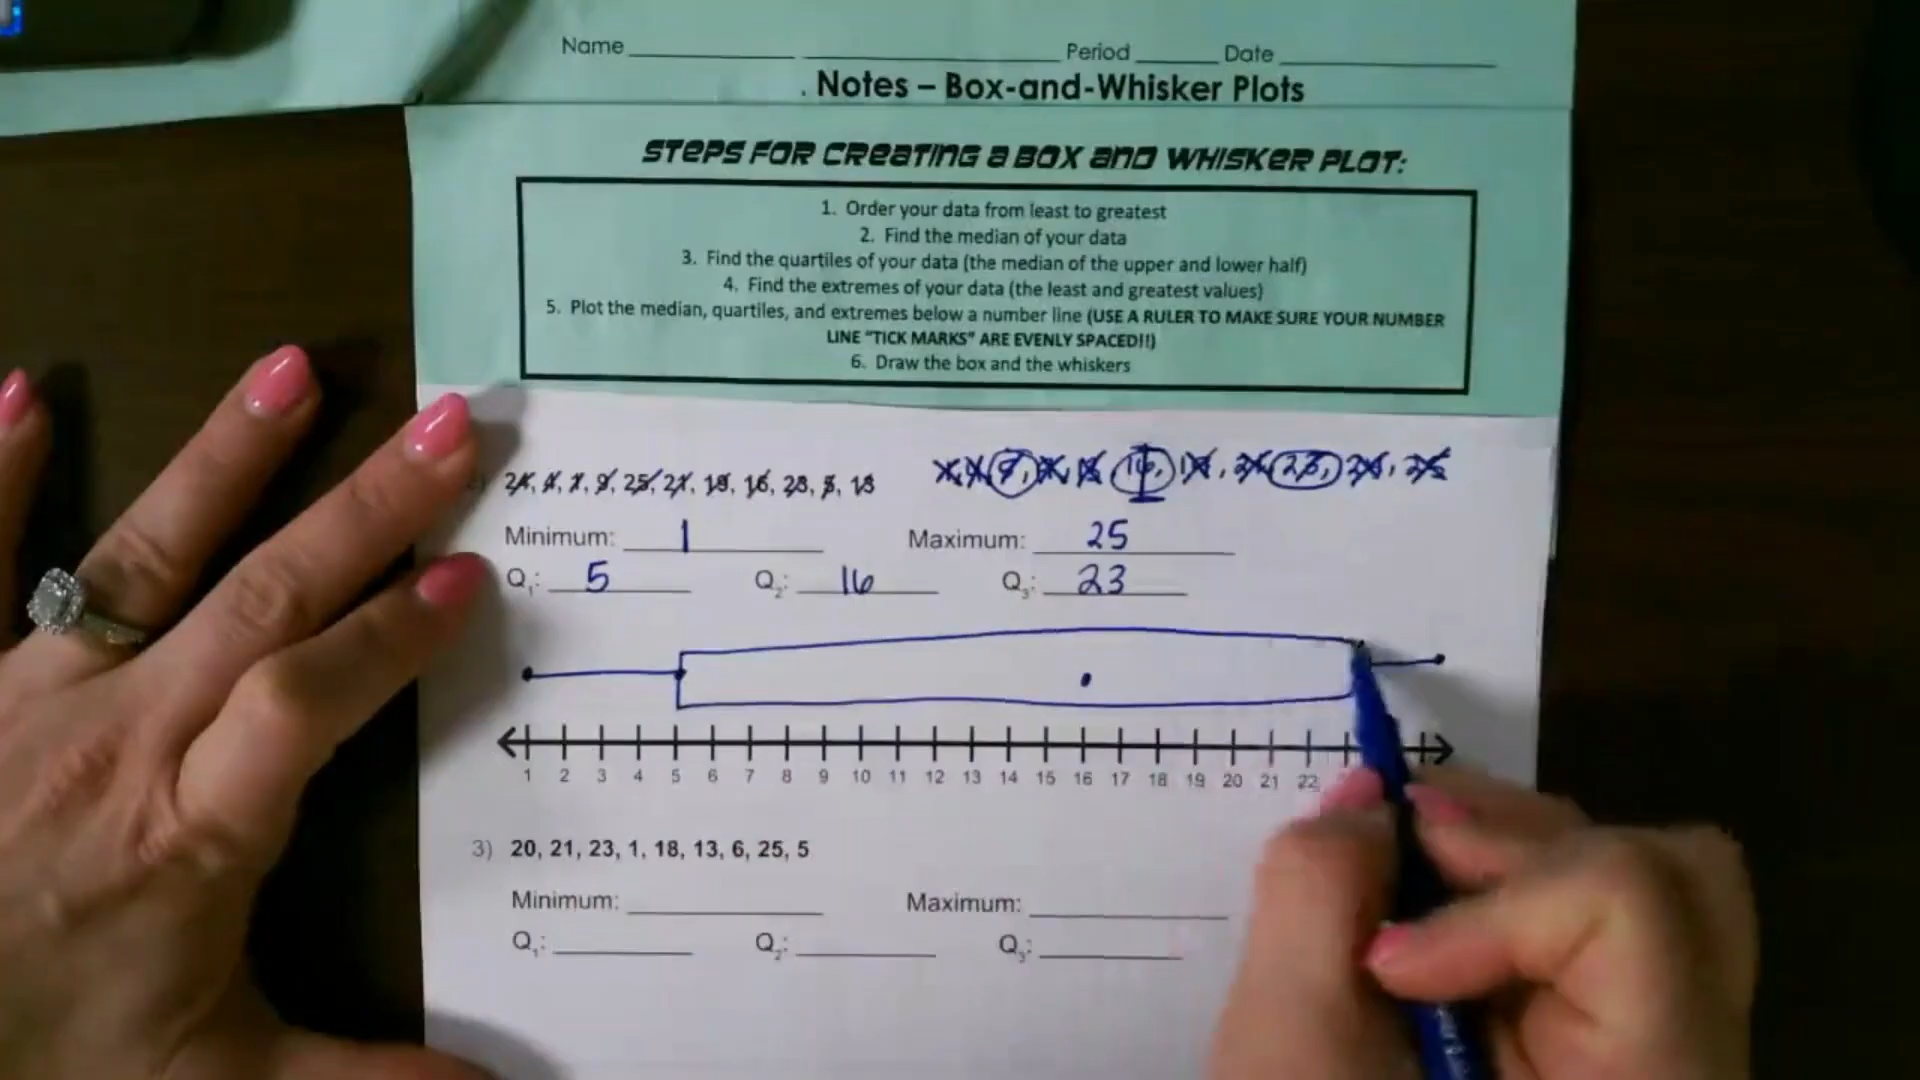 Name Period Date
Notes – Box-and-Whisker Plots
STEPS FOR CREATING A BOX AND WHISKER PLOT:
1. Order your data from least to greatest
2. Find the median of your data
3. Find the quartiles of your data (the median of the upper and lower half)
4. Find the extremes of your data (the least and greatest values)
5. Plot the median, quartiles, and extremes below a number line (USE A RULER TO MAKE SURE YOUR NUMBER
LINE "TICK MARKS" ARE EVENLY SPACED!!)
6. Draw the box and the whiskers
Minimum: 1 Maximum: 25
Q1: 5 Q2: 16 Q3: 23
1 2 3 4 5 6 7 8 9 10 11 12 13 14 15 16 17 18 19 20 21 22
3) 20, 21, 23, 1, 18, 13, 6, 25, 5
Minimum: Maximum:
Q1: Q2: Q3: